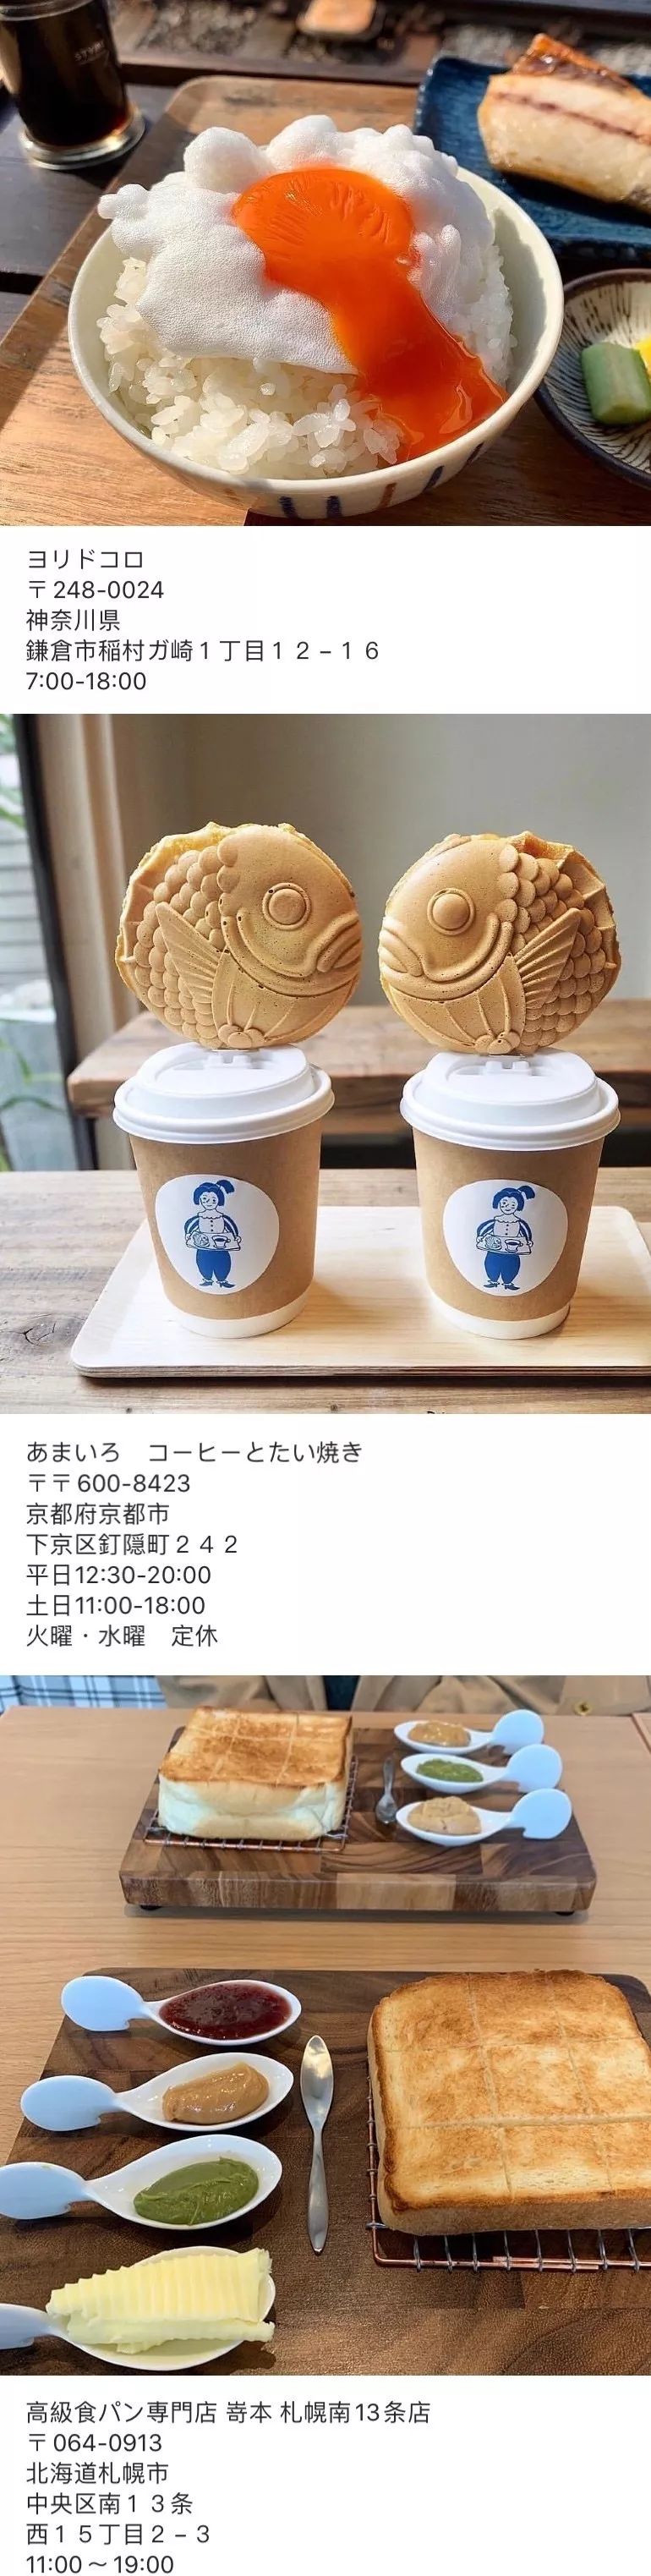 ヨリドコロ
〒248-0024
神奈川県
鎌倉市稲村ガ崎１丁目１２−１６
7:00-18:00
あまいろ　コーヒーとたい焼き
〒〒600-8423
京都府京都市
下京区釘隠町２４２
平日12:30-20:00
土日11:00-18:00
火曜・水曜　定休
高級食パン専門店 嵜本 札幌南13条店
〒064-0913
北海道札幌市
中央区南１３条
西１５丁目２−３
11:00〜19:00